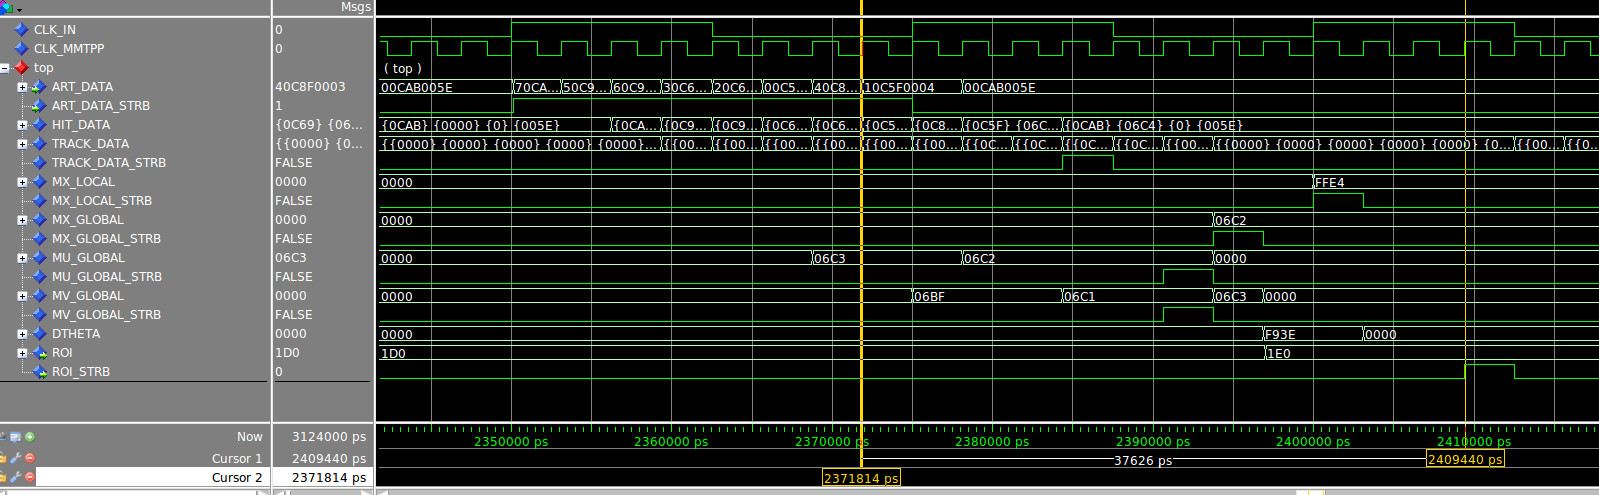 Msgs
CLK_IN 0
CLK_MMTPP 0
top ( top )
ART_DATA 40C8F0003 00CAB005E 70CA... 50C9... 60C9... 30C6... 20C6... 00C5... 40C8... 10C5F0004 00CAB005E
ART_DATA_STRB 1
HIT_DATA {0C69} {06... {0CAB} {0000} {0} {005E} {0CA... {0C9... {0C9... {0C6... {0C6... {0C5... {0C8... {0C5F} {06C... {0CAB} {06C4} {0} {005E}
TRACK_DATA {{0000} {0... {{0000} {0000} {0000} {0000} {0000}... {{00... {{00... {{00... {{00... {{00... {{00... {{0C... {{0C... {{0C... {{0C... {{00... {{0000} {0000} {0000} {0000} {0000} {0... {{00... {{0...
TRACK_DATA_STRB FALSE
MX_LOCAL 0000 0000 FFE4
MX_LOCAL_STRB FALSE
MX_GLOBAL 0000 0000 06C2
MX_GLOBAL_STRB FALSE
MU_GLOBAL 06C3 0000 06C3 06C2 0000
MU_GLOBAL_STRB FALSE
MV_GLOBAL 0000 0000 06BF 06C1 06C3 0000
MV_GLOBAL_STRB FALSE
DTHETA 0000 0000 F93E 0000
ROI 1D0 1D0 1E0
ROI_STRB 0
Now 3124000 ps 2350000 ps 2360000 ps 2370000 ps 2380000 ps 2390000 ps 2400000 ps 2410000 ps
Cursor 1 2409440 ps 37626 ps 2409440 ps
Cursor 2 2371814 ps 2371814 ps